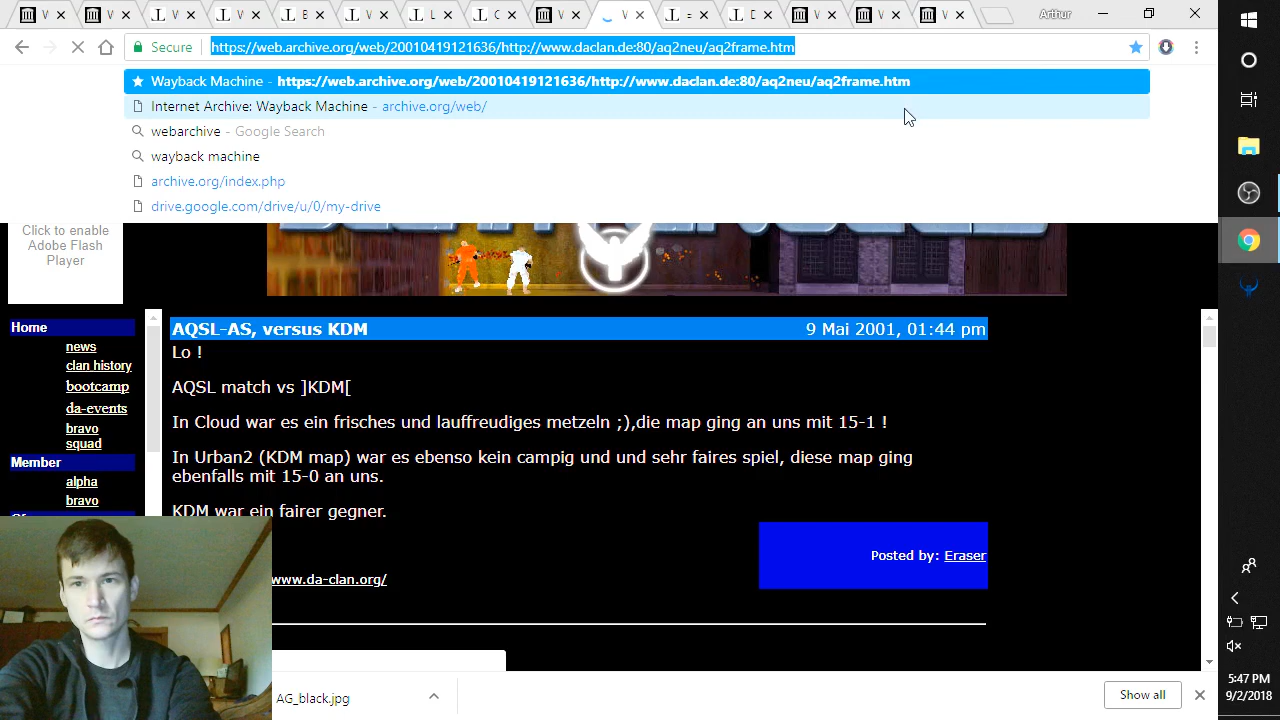 W
W
W
W
B
W
L
C
W
W
=
D
W
W
W
Arthur
Secure
https://web.archive.org/web/20010419121636/http://www.daclan.de:80/aq2neu/aq2frame.htm
Wayback Machine - https://web.archive.org/web/20010419121636/http://www.daclan.de:80/aq2neu/aq2frame.htm
Internet Archive: Wayback Machine - archive.org/web/
webarchive - Google Search
wayback machine
archive.org/index.php
drive.google.com/drive/u/0/my-drive
Click to enable
Adobe Flash
Player
Home
news
clan history
bootcamp
da-events
bravo
squad
Member
alpha
bravo
AQSL-AS, versus KDM 9 Mai 2001, 01:44 pm
Lo !
AQSL match vs ]KDM[
In Cloud war es ein frisches und lauffreudiges metzeln ;),die map ging an uns mit 15-1 !
In Urban2 (KDM map) war es ebenso kein campig und und sehr faires spiel, diese map ging
ebenfalls mit 15-0 an uns.
KDM war ein fairer gegner.
Posted by: Eraser
www.da-clan.org/
AG_black.jpg
Show all
5:47 PM
9/2/2018